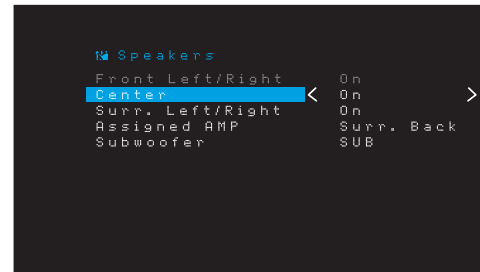 Speakers
Front Left/Right On
Center < On >
Surr. Left/Right On
Assigned AMP Surr. Back
Subwoofer SUB